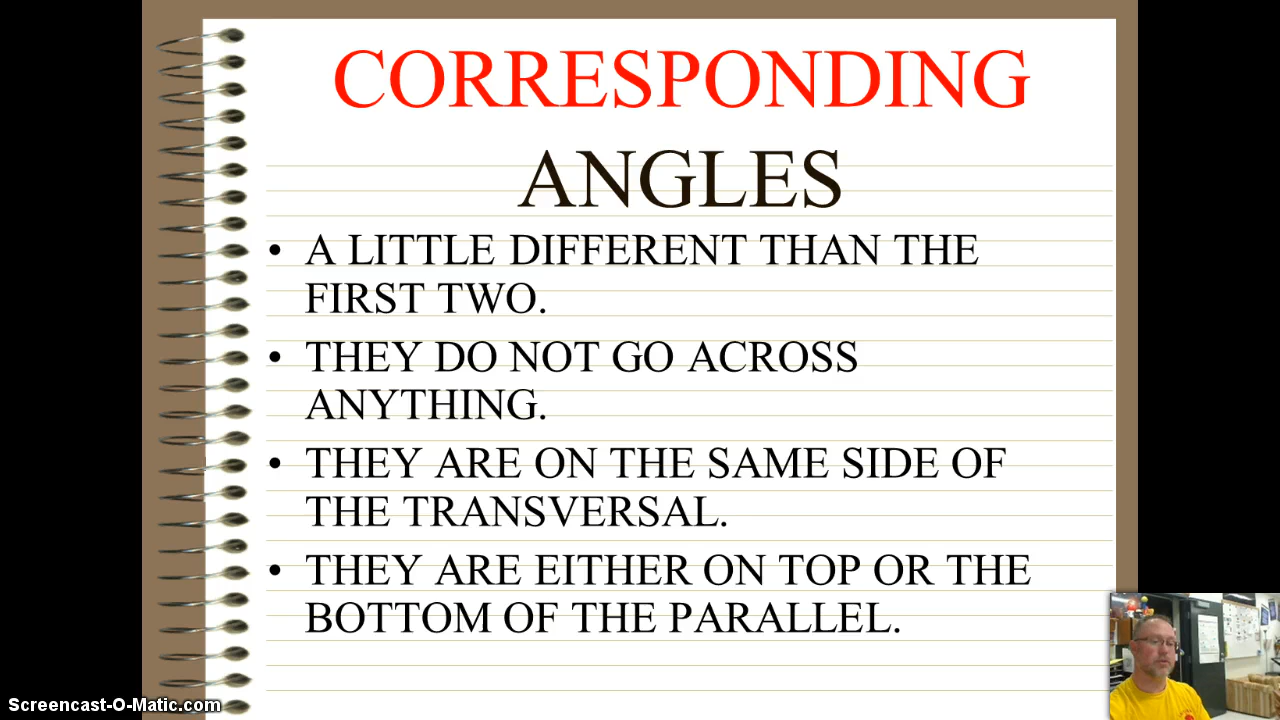 CORRESPONDING
ANGLES
• A LITTLE DIFFERENT THAN THE
FIRST TWO.
• THEY DO NOT GO ACROSS
ANYTHING.
• THEY ARE ON THE SAME SIDE OF
THE TRANSVERSAL.
• THEY ARE EITHER ON TOP OR THE
BOTTOM OF THE PARALLEL.
Screencast-O-Matic.com